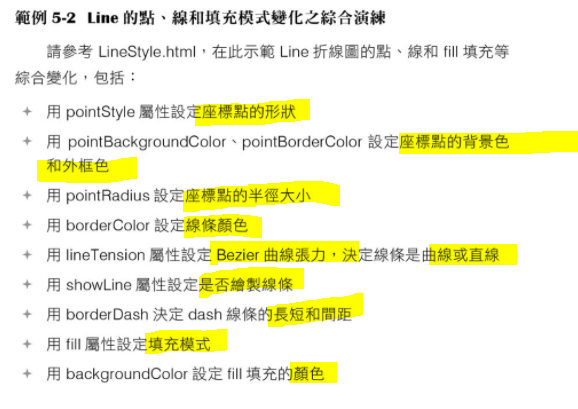 範例 5-2 Line 的點、線和填充模式變化之綜合演練
請參考 LineStyle.html，在此示範 Line 折線圖的點、線和 fill 填充等
綜合變化，包括：
✦ 用 pointStyle 屬性設定座標點的形狀
✦ 用 pointBackgroundColor、pointBorderColor 設定座標點的背景色
和外框色
✦ 用 pointRadius 設定座標點的半徑大小
✦ 用 borderColor 設定線條顏色
✦ 用 lineTension 屬性設定 Bezier 曲線張力，決定線條是曲線或直線
✦ 用 showLine 屬性設定是否繪製線條
✦ 用 borderDash 決定 dash 線條的長短和間距
✦ 用 fill 屬性設定填充模式
✦ 用 backgroundColor 設定 fill 填充的顏色